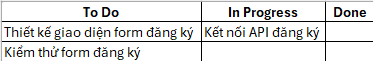 To Do In Progress Done
Thiết kế giao diện form đăng ký Kết nối API đăng ký
Kiểm thử form đăng ký